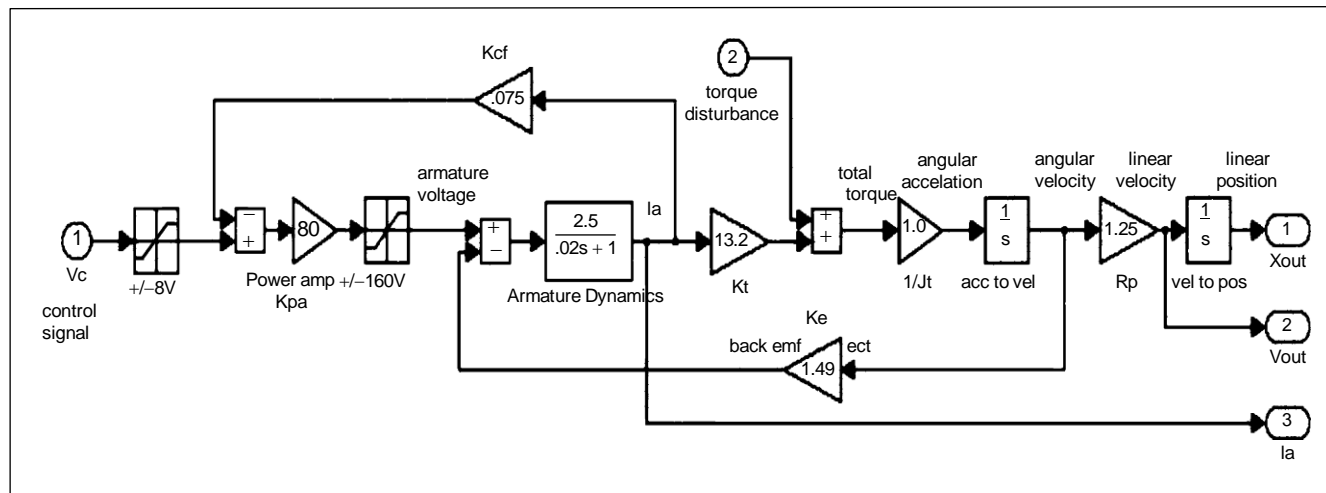 Kcf
.075
2
torque
disturbance
armature
voltage
Ia
total
torque
angular
accelation
angular
velocity
linear
velocity
linear
position
1
Vc
control
signal
+/−8V
−
+
80
Power amp
Kpa
+/−160V
+
−
2.5
.02s + 1
Armature Dynamics
13.2
Kt
+
+
1.0
1/Jt
1
s
acc to vel
1.25
Rp
1
s
vel to pos
1
Xout
Ke
back emf
ect
1.49
2
Vout
3
Ia